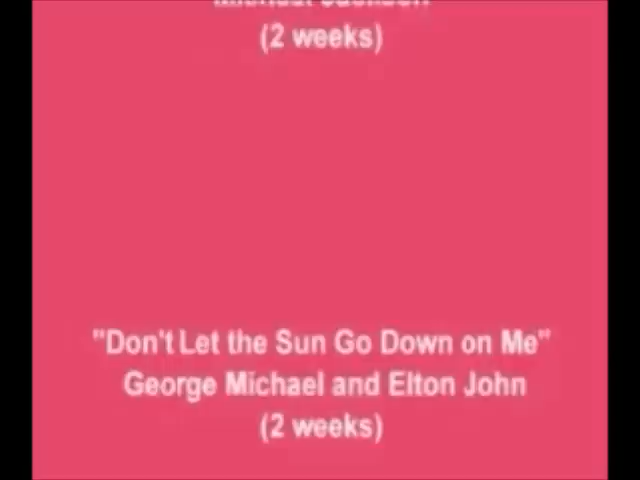 (2 weeks)
"Don't Let the Sun Go Down on Me"
George Michael and Elton John
(2 weeks)